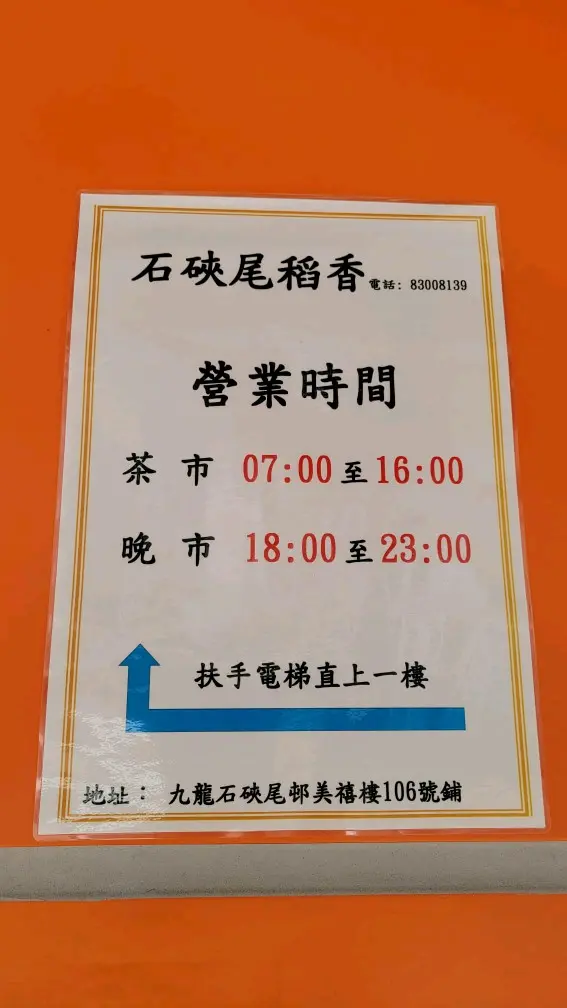 石硤尾稻香 電話: 83008139
營業時間
茶 市 07:00 至 16:00
晚 市 18:00 至 23:00
扶手電梯直上一樓
地址： 九龍石硤尾邨美禧樓106號鋪